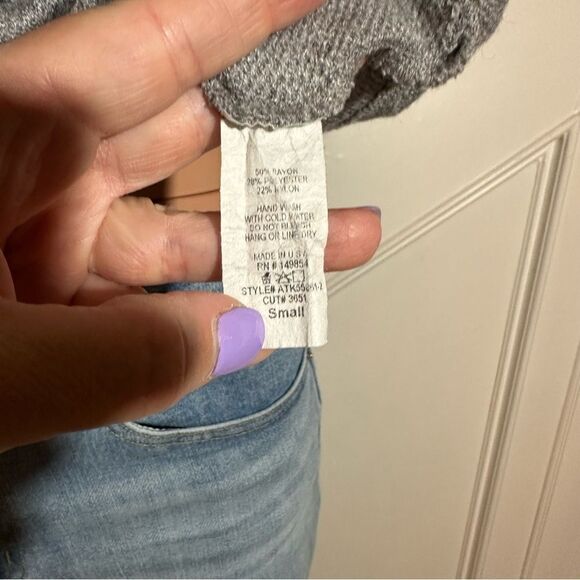 50% RAYON
28% POLYESTER
22% NYLON
HAND WASH
WITH COLD WATER
DO NOT BLEACH
HANG OR LINE DRY
MADE IN U.S.A
RN # 149854
STYLE# 
CUT# 3651
Small